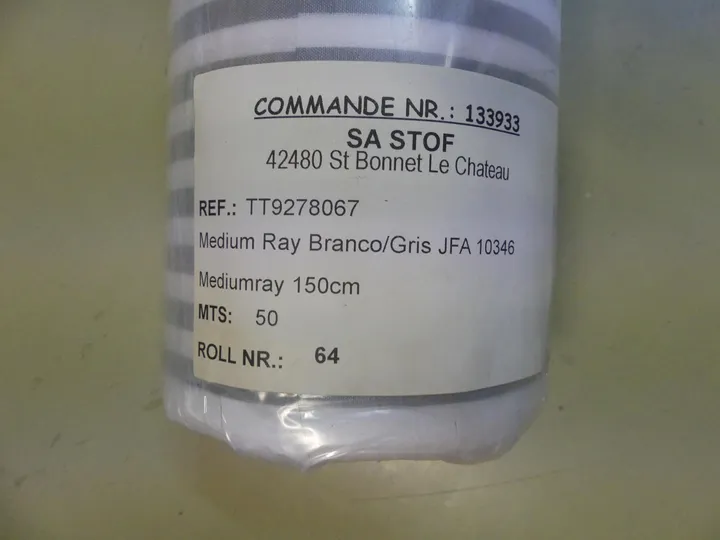 COMMANDE NR.: 133933
SA STOF
42480 St Bonnet Le Chateau
REF.: TT9278067
Medium Ray Branco/Gris JFA 10346
Mediumray 150cm
MTS: 50
ROLL NR.: 64